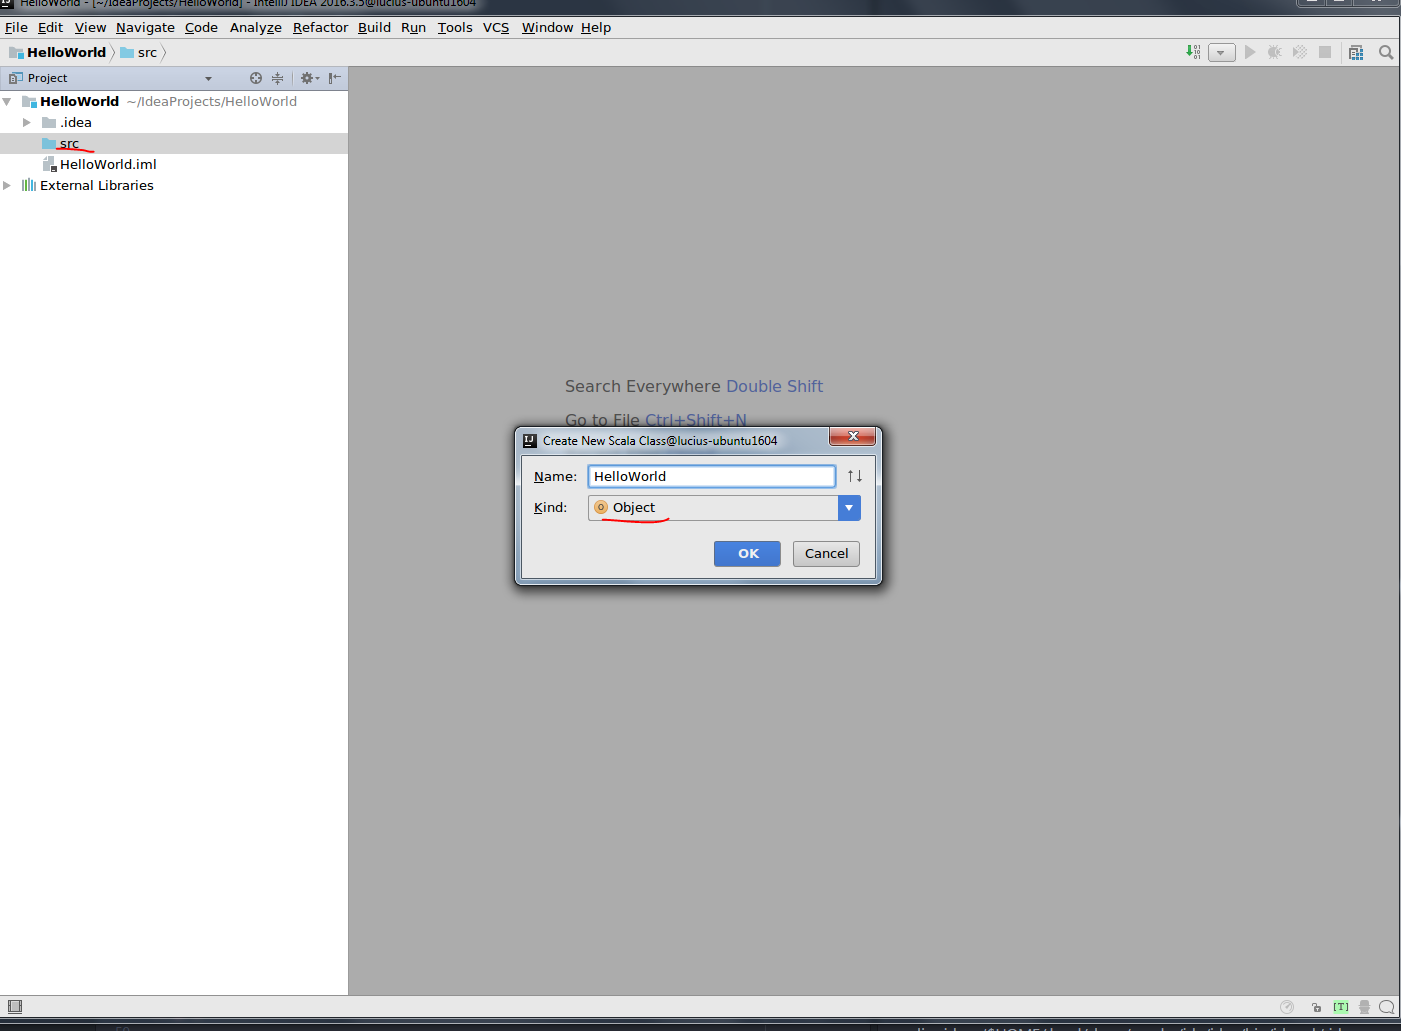 HelloWorld - [~/IdeaProjects/HelloWorld] - IntelliJ IDEA 2016.3.5@lucius-ubuntu1604
File Edit View Navigate Code Analyze Refactor Build Run Tools VCS Window Help
HelloWorld src
Project
HelloWorld ~/IdeaProjects/HelloWorld
.idea
src
HelloWorld.iml
External Libraries
Search Everywhere Double Shift
Go to File Ctrl+Shift+N
Create New Scala Class@lucius-ubuntu1604
Name: HelloWorld
Kind: Object
OK Cancel
[T]